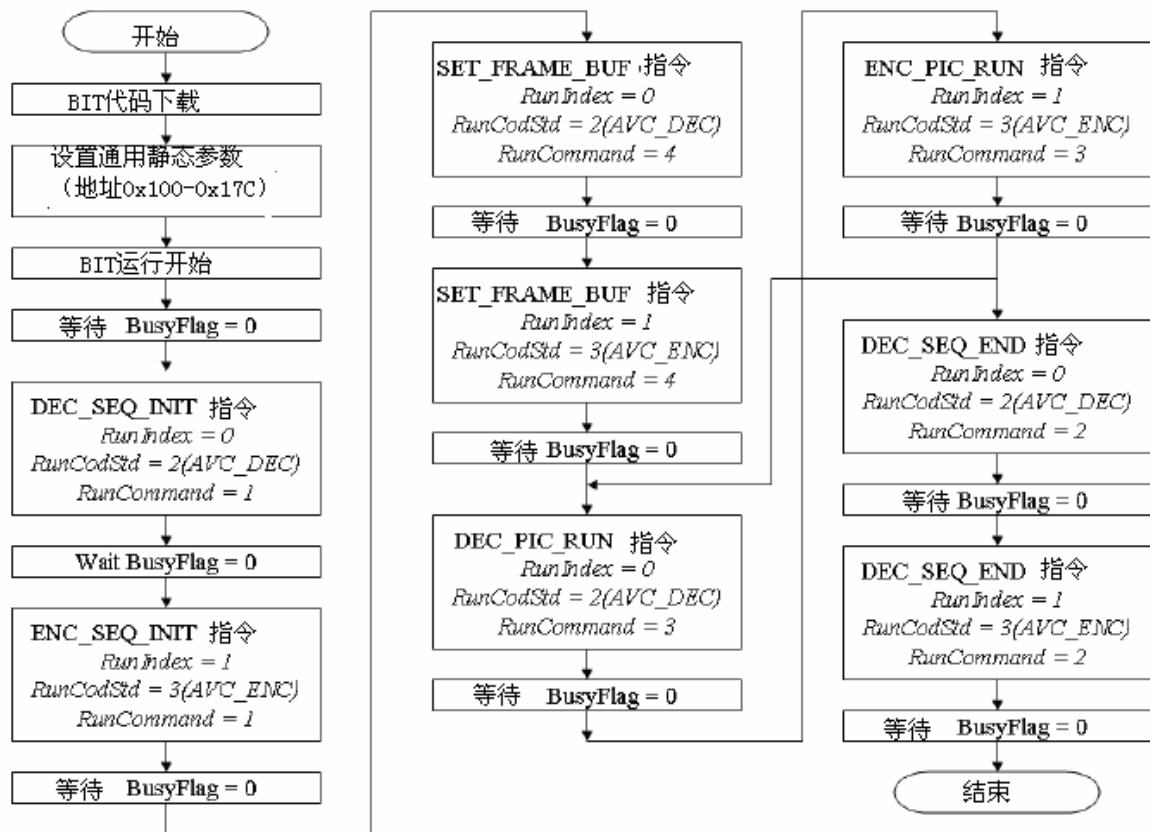 开始
BIT代码下载
设置通用静态参数
（地址0x100-0x17C）
BIT运行开始
等待 BusyFlag = 0
DEC_SEQ_INIT 指令
RunIndex = 0
RunCodStd = 2(AVC_DEC)
RunCommand = 1
Wait BusyFlag = 0
ENC_SEQ_INIT 指令
RunIndex = 1
RunCodStd = 3(AVC_ENC)
RunCommand = 1
等待 BusyFlag = 0
SET_FRAME_BUF 指令
RunIndex = 0
RunCodStd = 2(AVC_DEC)
RunCommand = 4
等待 BusyFlag = 0
SET_FRAME_BUF 指令
RunIndex = 1
RunCodStd = 3(AVC_ENC)
RunCommand = 4
等待 BusyFlag = 0
DEC_PIC_RUN 指令
RunIndex = 0
RunCodStd = 2(AVC_DEC)
RunCommand = 3
等待 BusyFlag = 0
ENC_PIC_RUN 指令
RunIndex = 1
RunCodStd = 3(AVC_ENC)
RunCommand = 3
等待 BusyFlag = 0
DEC_SEQ_END 指令
RunIndex = 0
RunCodStd = 2(AVC_DEC)
RunCommand = 2
等待 BusyFlag = 0
DEC_SEQ_END 指令
RunIndex = 1
RunCodStd = 3(AVC_ENC)
RunCommand = 2
等待 BusyFlag = 0
结束